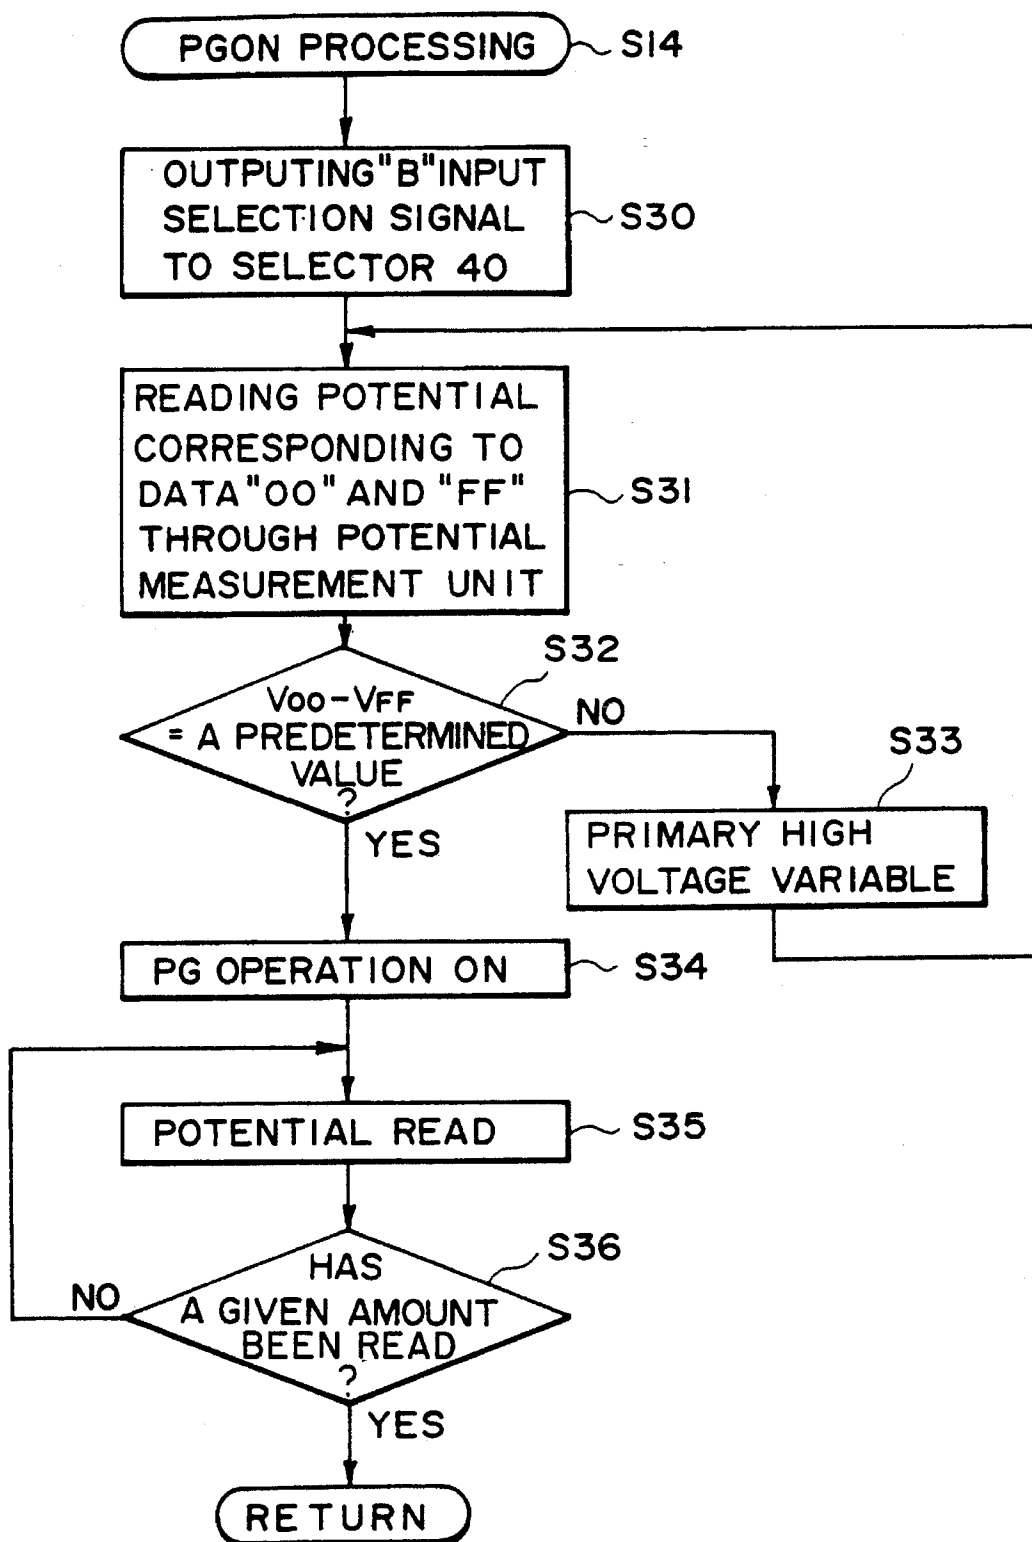 PGON PROCESSING
S14
OUTPUTING "B" INPUT
SELECTION SIGNAL
TO SELECTOR 40
S30
READING POTENTIAL
CORRESPONDING TO
DATA "00" AND "FF"
THROUGH POTENTIAL
MEASUREMENT UNIT
S31
S32
V00-VFF
= A PREDETERMINED
VALUE
?
NO
YES
S33
PRIMARY HIGH
VOLTAGE VARIABLE
PG OPERATION ON
S34
POTENTIAL READ
S35
S36
HAS
A GIVEN AMOUNT
BEEN READ
?
NO
YES
RETURN